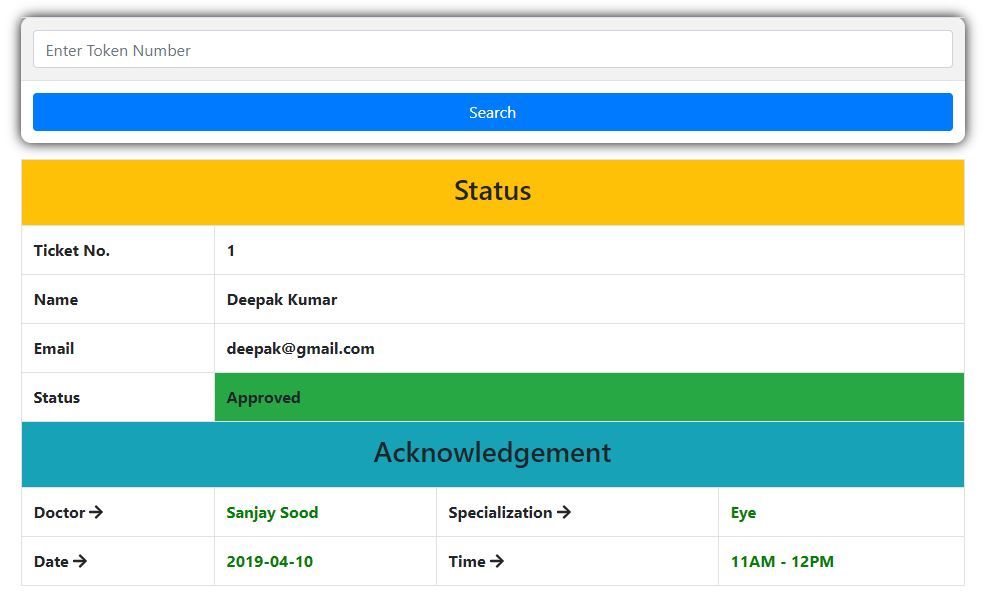 Enter Token Number
Search
Status
Ticket No. 1
Name Deepak Kumar
Email deepak@gmail.com
Status Approved
Acknowledgement
Doctor → Sanjay Sood Specialization → Eye
Date → 2019-04-10 Time → 11AM - 12PM